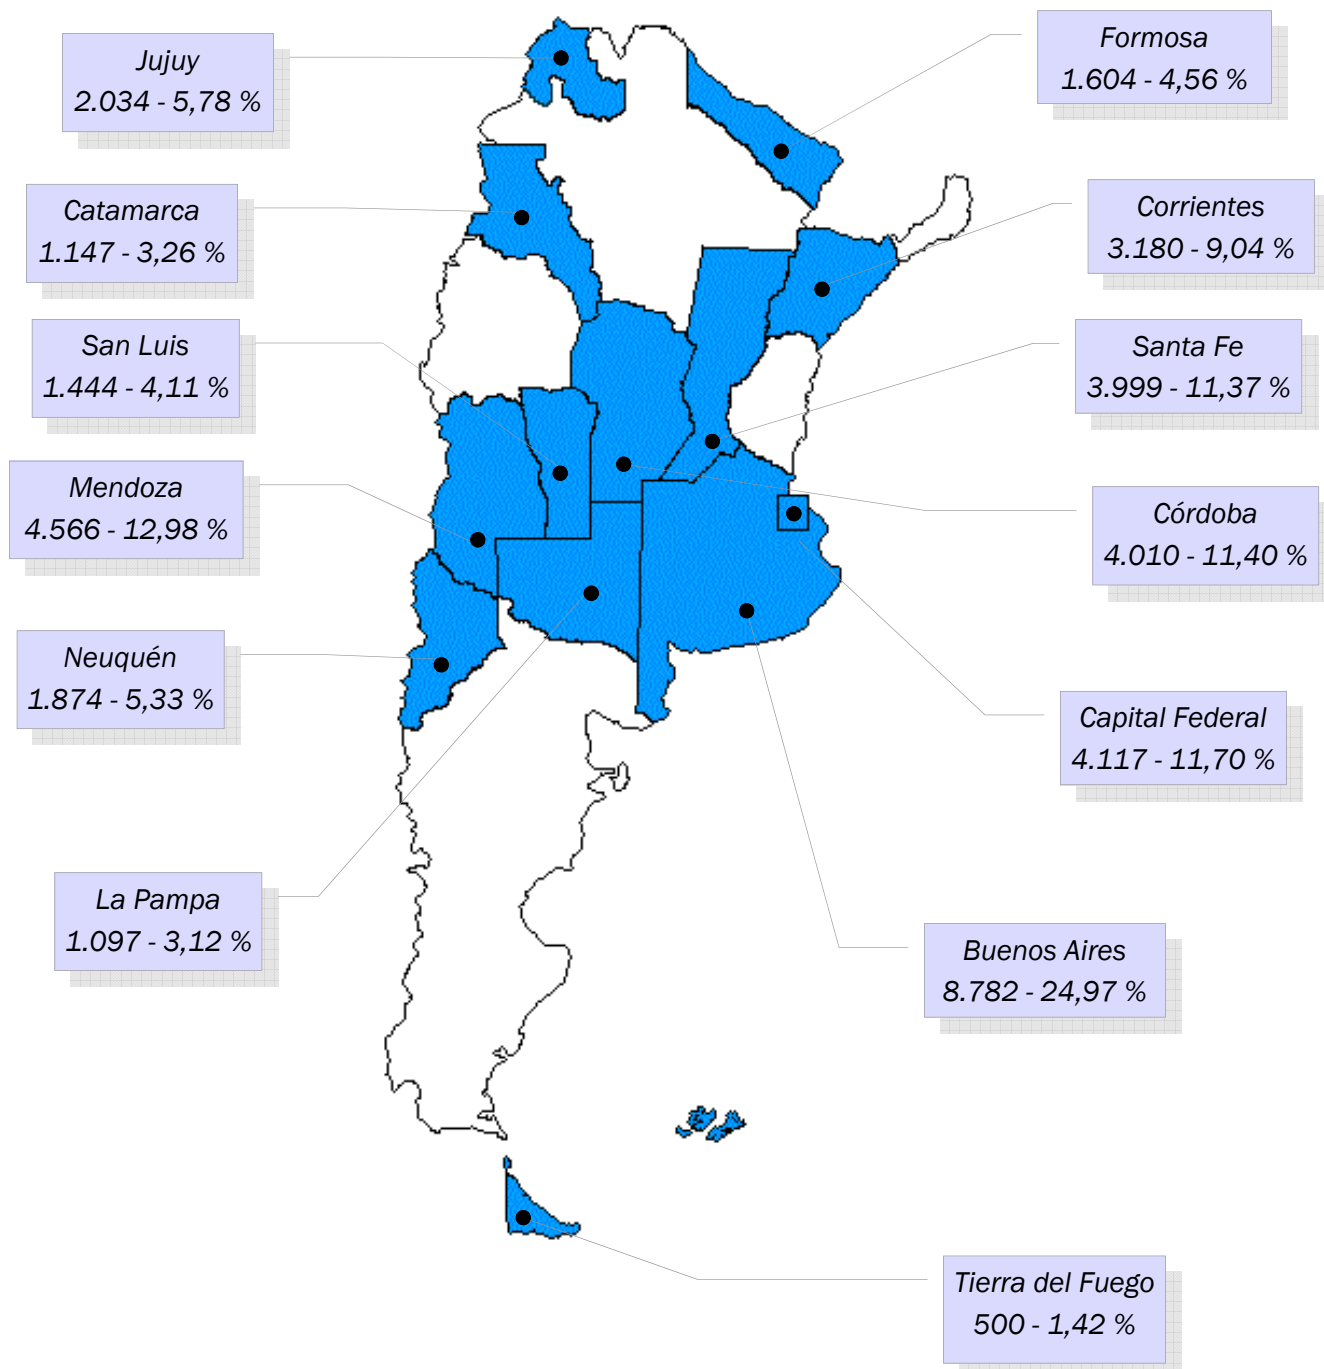 Jujuy
2.034 - 5,78 %
Formosa
1.604 - 4,56 %
Catamarca
1.147 - 3,26 %
Corrientes
3.180 - 9,04 %
San Luis
1.444 - 4,11 %
Santa Fe
3.999 - 11,37 %
Mendoza
4.566 - 12,98 %
Córdoba
4.010 - 11,40 %
Neuquén
1.874 - 5,33 %
Capital Federal
4.117 - 11,70 %
La Pampa
1.097 - 3,12 %
Buenos Aires
8.782 - 24,97 %
Tierra del Fuego
500 - 1,42 %